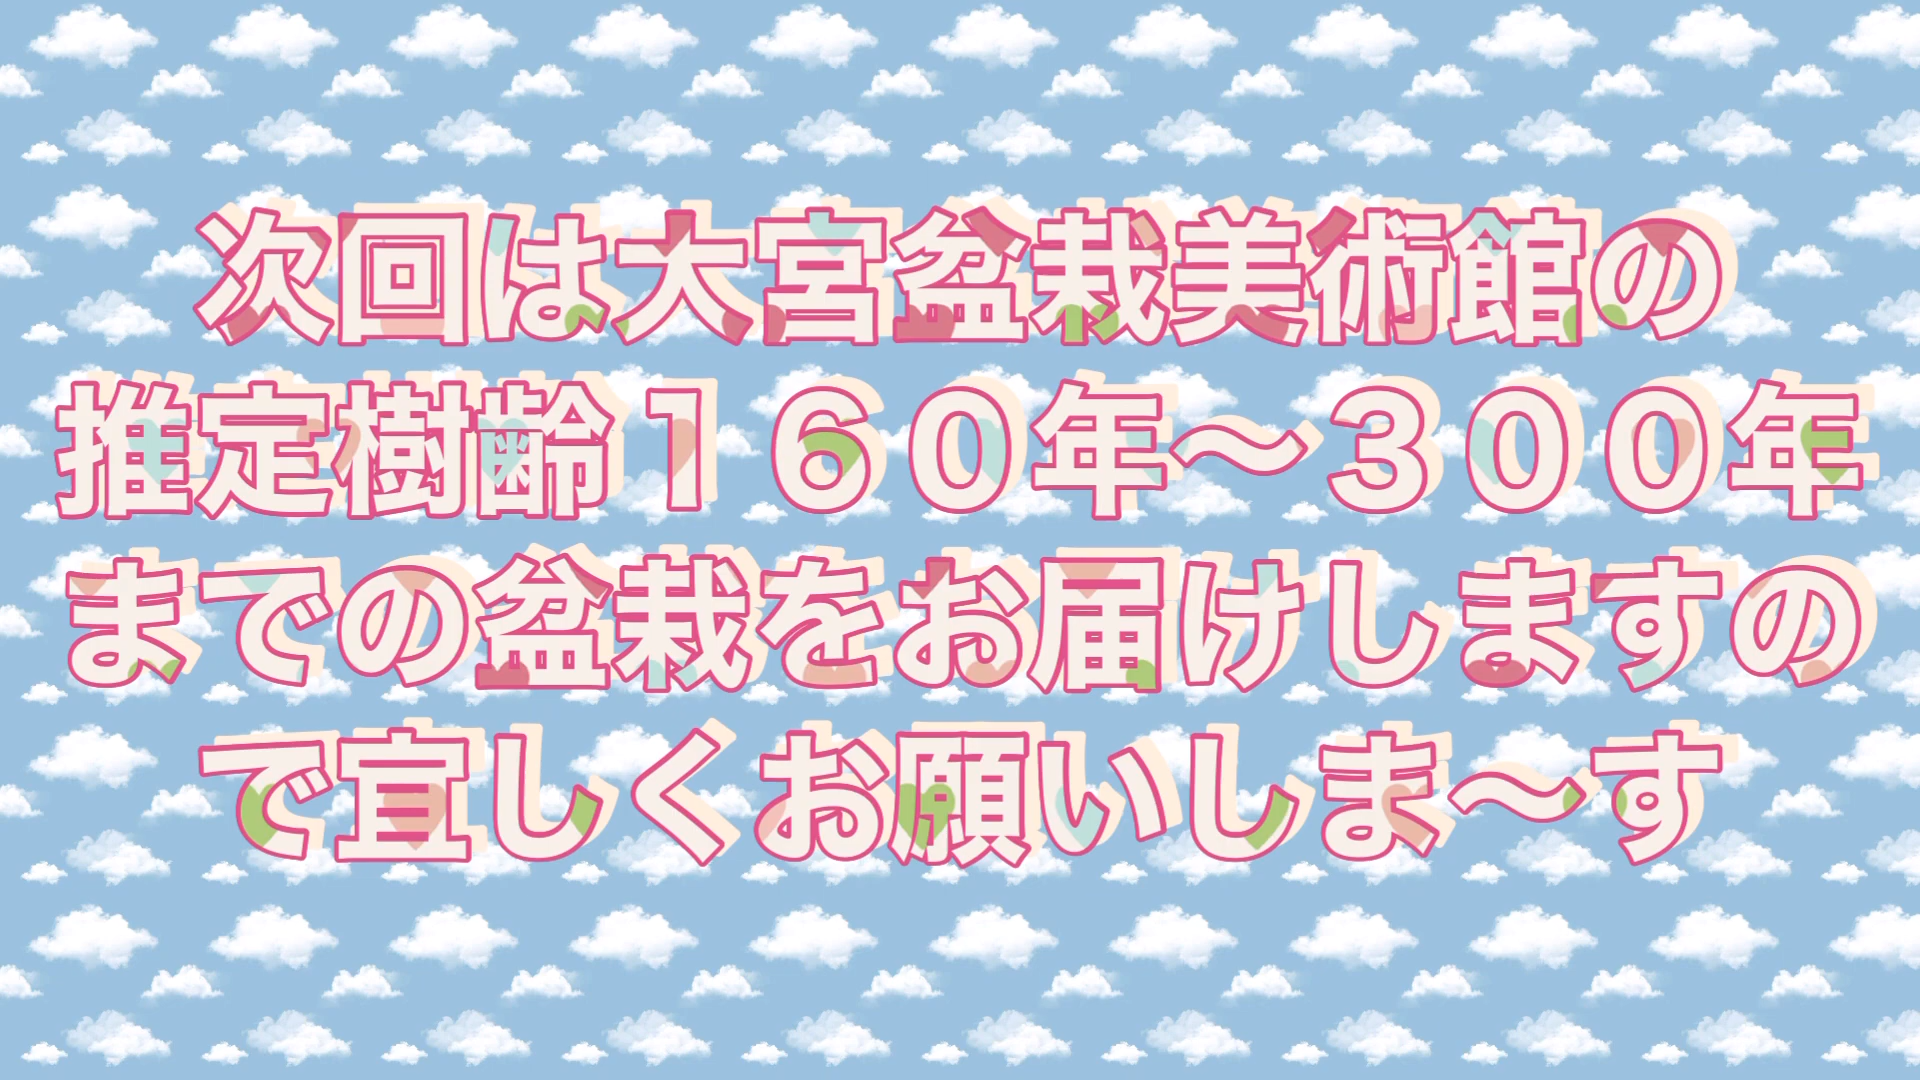 次回は大宮盆栽美術館の
推定樹齢１６０年～３００年
までの盆栽をお届けしますの
で宜しくお願いしま～す